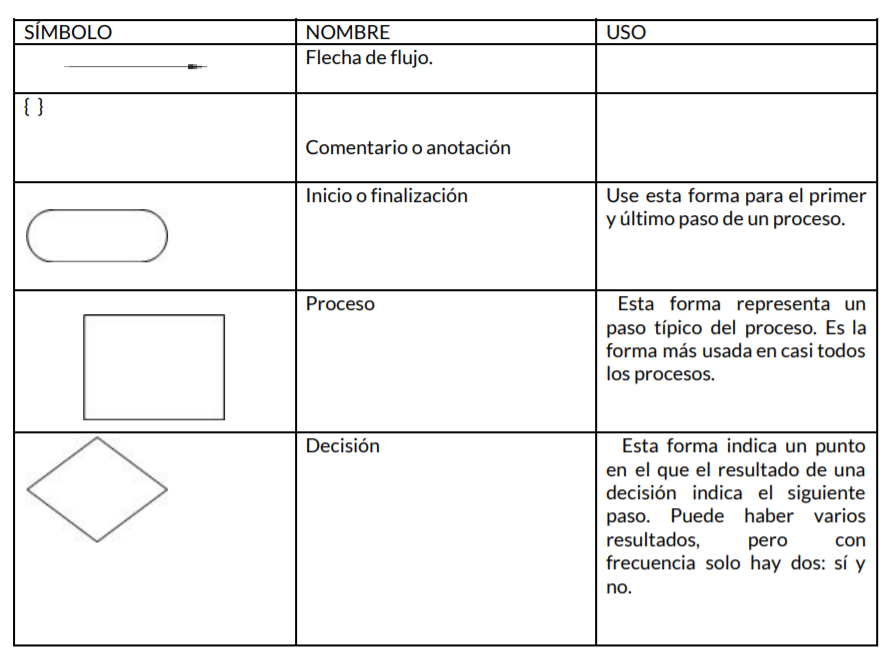 SÍMBOLO NOMBRE USO
Flecha de flujo.
{ }
Comentario o anotación
Inicio o finalización
Use esta forma para el primer
y último paso de un proceso.
Proceso
Esta forma representa un
paso típico del proceso. Es la
forma más usada en casi todos
los procesos.
Decisión
Esta forma indica un punto
en el que el resultado de una
decisión indica el siguiente
paso. Puede haber varios
resultados, pero con
frecuencia solo hay dos: sí y
no.